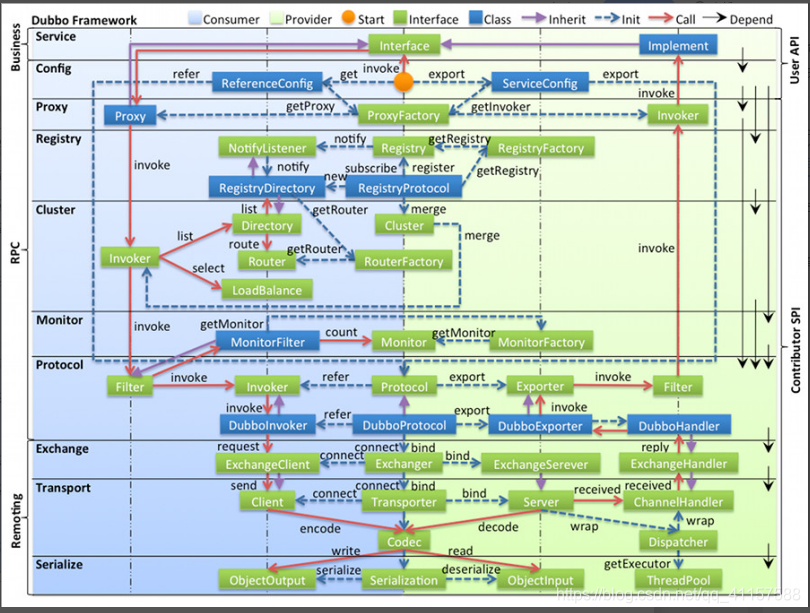 Dubbo Framework
Consumer
Provider
Start
Interface
Class
Inherit
Init
Call
Depend
Business
RPC
Remoting
User API
Contributor SPI
Service
Interface
Implement
Config
refer
ReferenceConfig
get
invoke
export
ServiceConfig
export
invoke
Proxy
Proxy
getProxy
ProxyFactory
getInvoker
Invoker
Registry
invoke
NotifyListener
notify
Registry
getRegistry
RegistryFactory
notify
subscribe
register
getRegistry
RegistryDirectory
new
RegistryProtocol
Cluster
list
getRouter
merge
list
Directory
Cluster
merge
route
getRouter
invoke
Invoker
Router
RouterFactory
select
LoadBalance
Monitor
invoke
getMonitor
MonitorFilter
count
Monitor
getMonitor
MonitorFactory
Protocol
Filter
invoke
Invoker
refer
Protocol
export
Exporter
invoke
Filter
invoke
invoke
DubboInvoker
refer
DubboProtocol
export
DubboExporter
DubboHandler
Exchange
request
connect
bind
reply
ExchangeClient
connect
Exchanger
bind
ExchangeSerever
ExchangeHandler
Transport
send
connect
bind
received
Client
connect
Transporter
bind
Server
received
ChannelHandler
encode
decode
wrap
wrap
Codec
Dispatcher
Serialize
write
read
getExecutor
ObjectOutput
serialize
Serialization
deserialize
ObjectInput
ThreadPool
https://blog.csdn.net/qq_41157588